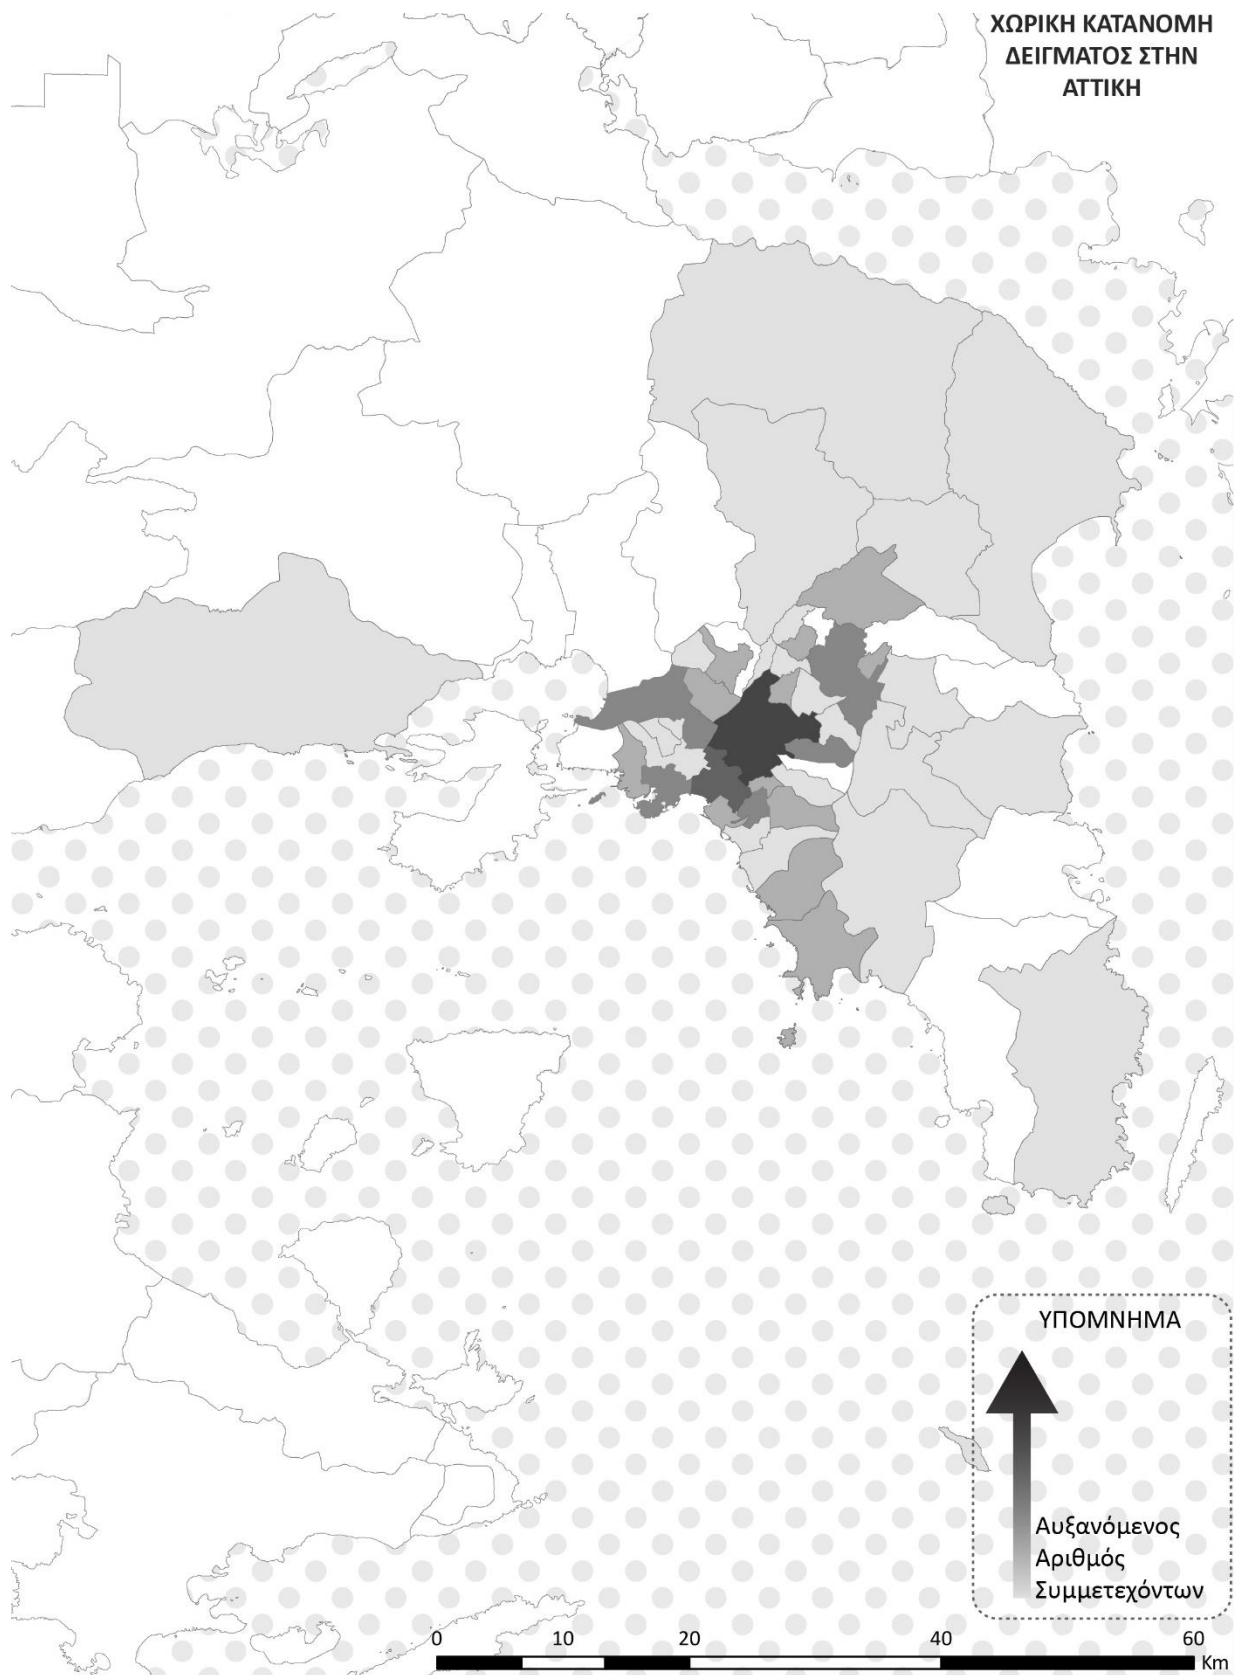 ΧΩΡΙΚΗ ΚΑΤΑΝΟΜΗ
ΔΕΙΓΜΑΤΟΣ ΣΤΗΝ
ΑΤΤΙΚΗ
ΥΠΟΜΝΗΜΑ
Αυξανόμενος
Αριθμός
Συμμετεχόντων
0 10 20 40 60
Km